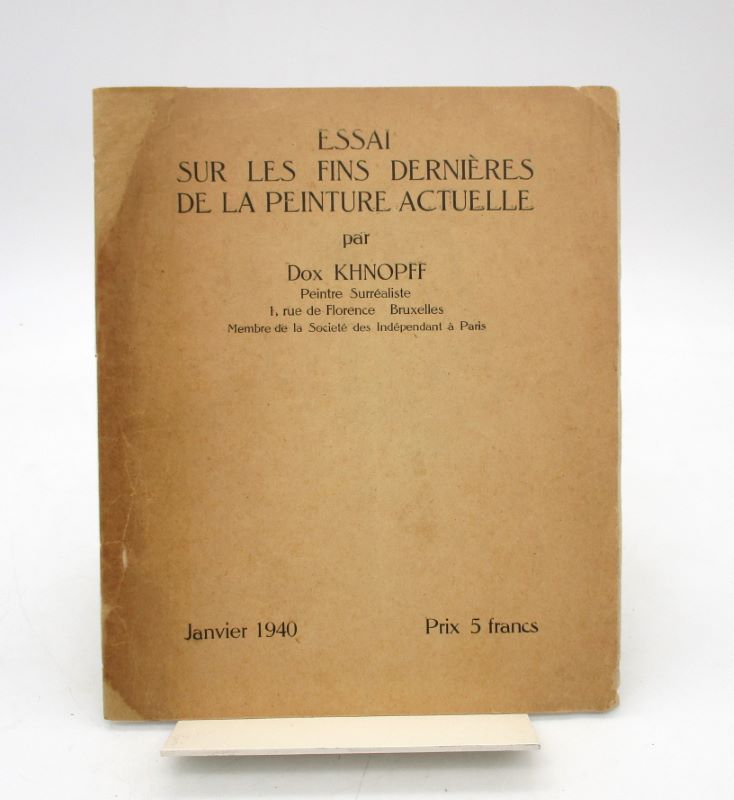 ESSAI
SUR LES FINS DERNIÈRES
DE LA PEINTURE ACTUELLE
par
Dox KHNOPFF
Peintre Surréaliste
1, rue de Florence Bruxelles
Membre de la Societé des Indépendant à Paris
Janvier 1940
Prix 5 francs